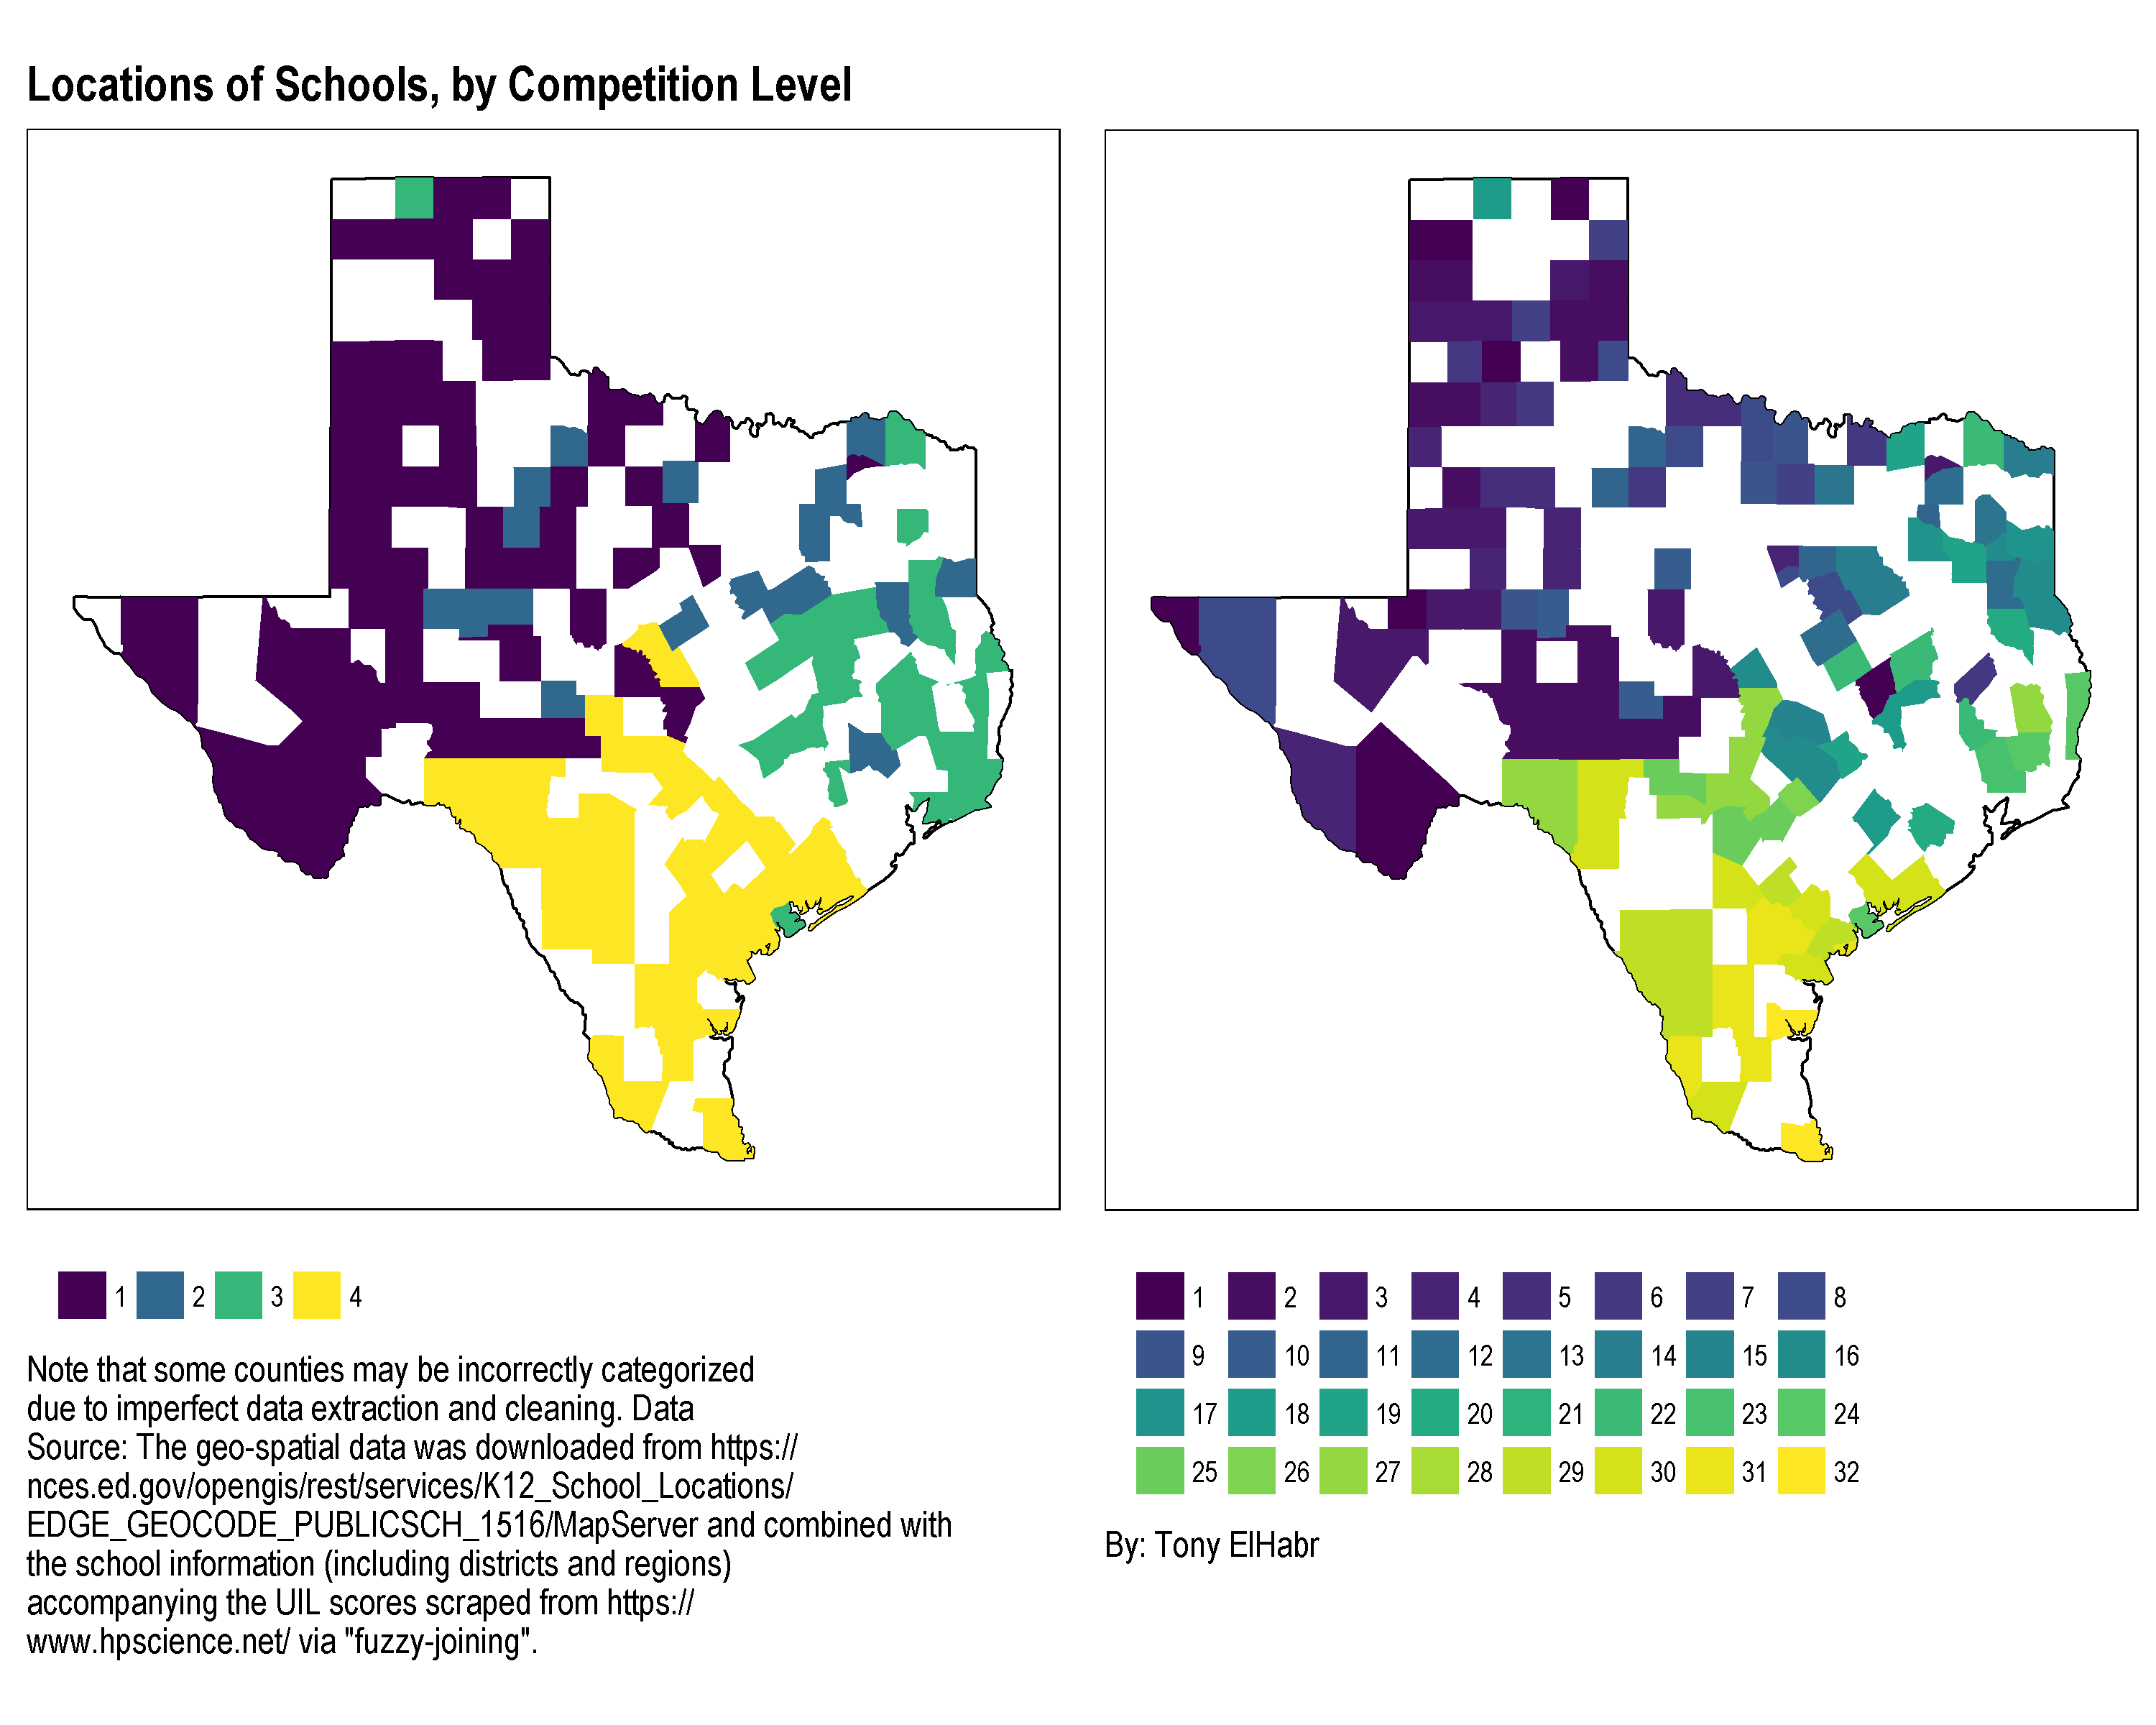 Locations of Schools, by Competition Level
1 2 3 4
Note that some counties may be incorrectly categorized
due to imperfect data extraction and cleaning. Data
Source: The geo-spatial data was downloaded from https://
nces.ed.gov/opengis/rest/services/K12_School_Locations/
EDGE_GEOCODE_PUBLICSCH_1516/MapServer and combined with
the school information (including districts and regions)
accompanying the UIL scores scraped from https://
www.hpscience.net/ via "fuzzy-joining".
1 2 3 4 5 6 7 8
9 10 11 12 13 14 15 16
17 18 19 20 21 22 23 24
25 26 27 28 29 30 31 32
By: Tony ElHabr